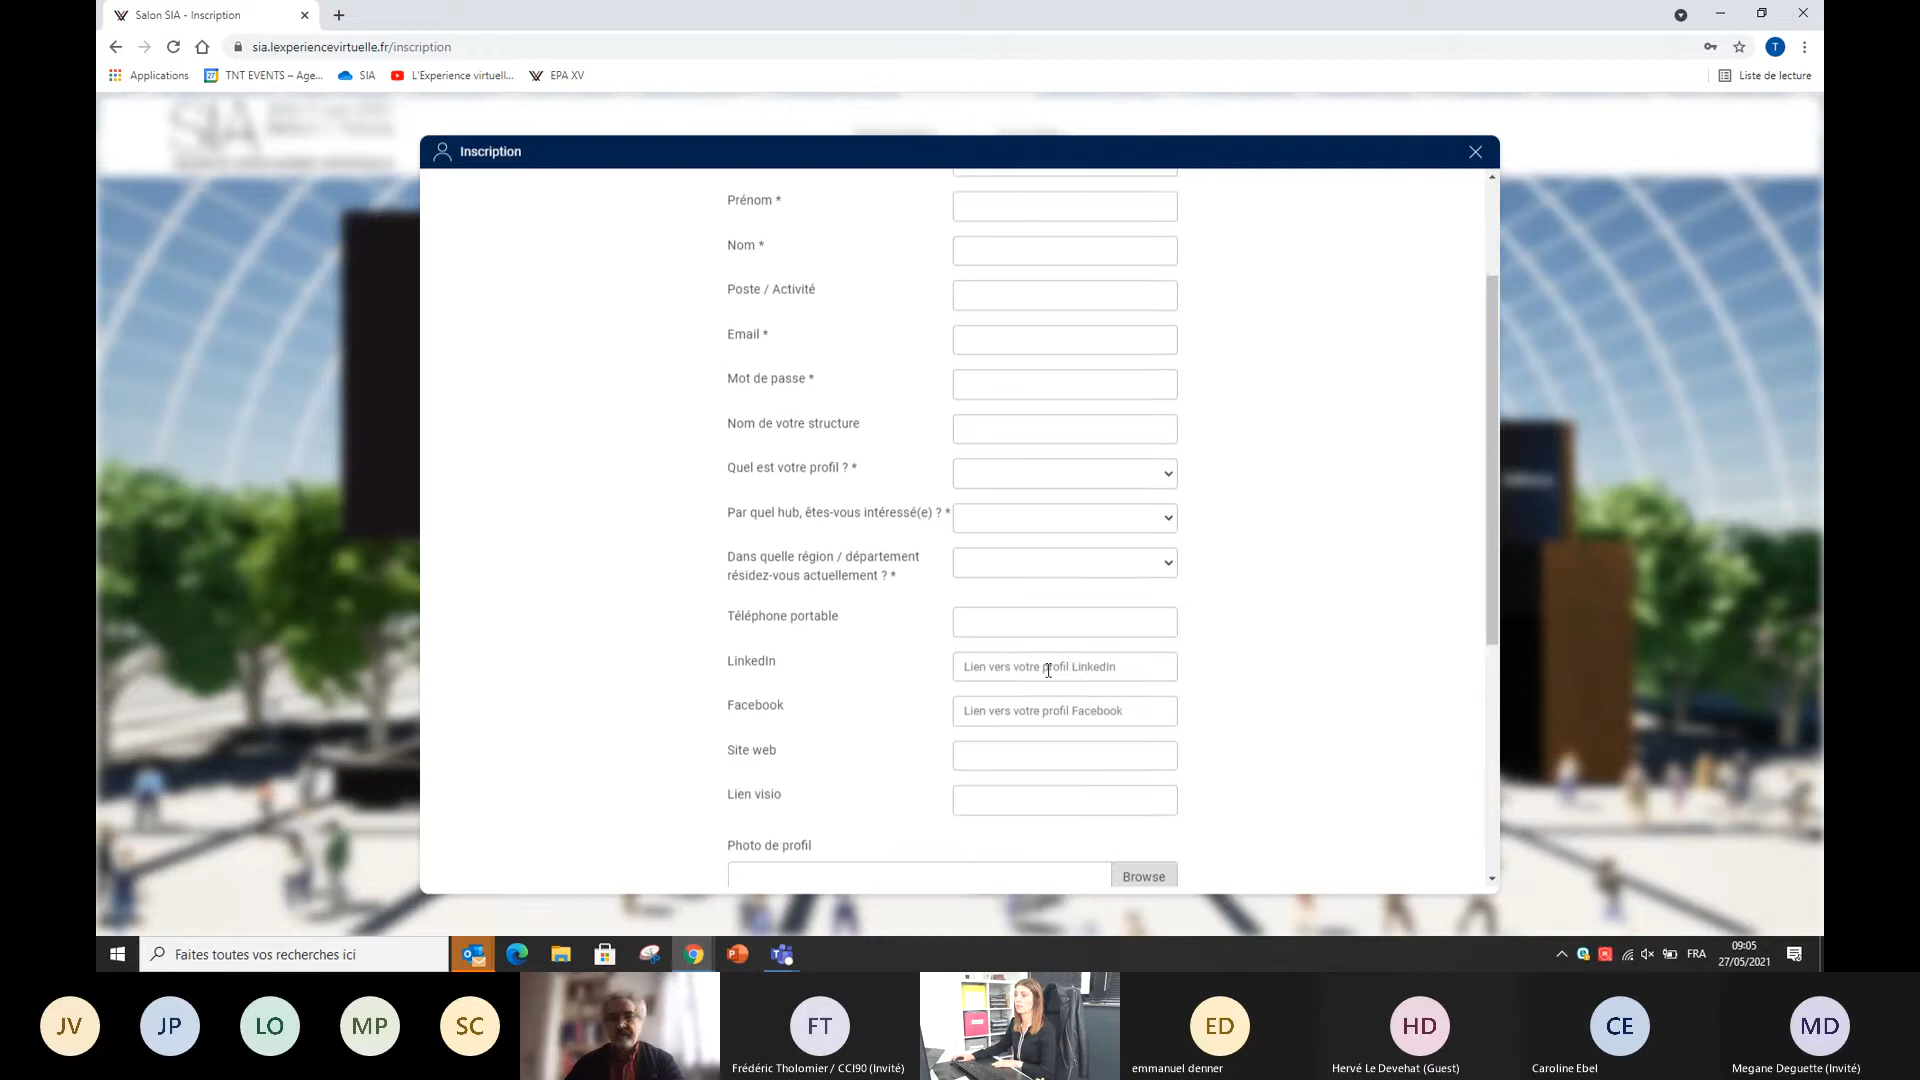 Salon SIA - Inscription
sia.lexperiencevirtuelle.fr/inscription
T
Applications
27
TNT EVENTS – Age...
SIA
L'Experience virtuell...
EPA XV
Liste de lecture
SIA
Inscription
Prénom *
Nom *
Poste / Activité
Email *
Mot de passe *
Nom de votre structure
Quel est votre profil ? *
Par quel hub, êtes-vous intéressé(e) ? *
Dans quelle région / département
résidez-vous actuellement ? *
Téléphone portable
LinkedIn
Lien vers votre profil LinkedIn
Facebook
Lien vers votre profil Facebook
Site web
Lien visio
Photo de profil
Browse
Faites toutes vos recherches ici
FRA
09:05
27/05/2021
JV
JP
LO
MP
SC
FT
Frédéric Tholomier / CCI90 (Invité)
ED
emmanuel denner
HD
Hervé Le Devehat (Guest)
CE
Caroline Ebel
MD
Megane Deguette (Invité)